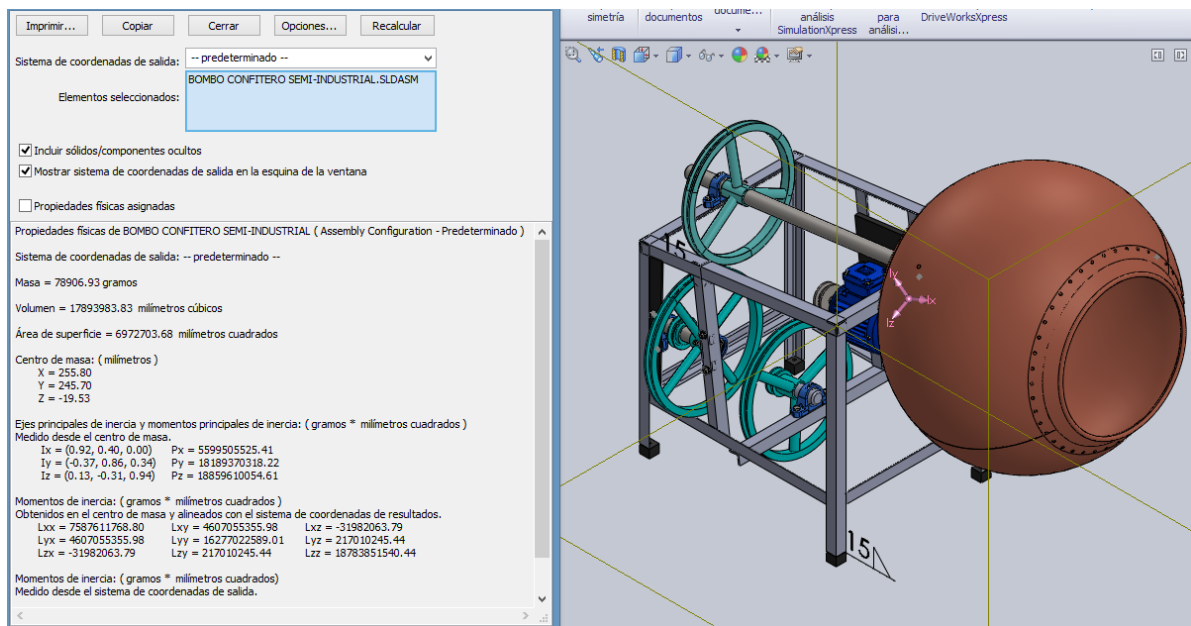 Imprimir... Copiar Cerrar Opciones... Recalcular
Sistema de coordenadas de salida: -- predeterminado --
BOMBO CONFITERO SEMI-INDUSTRIAL.SLDASM
Elementos seleccionados:
Incluir sólidos/componentes ocultos
Mostrar sistema de coordenadas de salida en la esquina de la ventana
Propiedades físicas asignadas
Propiedades físicas de BOMBO CONFITERO SEMI-INDUSTRIAL ( Assembly Configuration - Predeterminado )
Sistema de coordenadas de salida: -- predeterminado --
Masa = 78906.93 gramos
Volumen = 17893983.83 milímetros cúbicos
Área de superficie = 6972703.68 milímetros cuadrados
Centro de masa: ( milímetros )
X = 255.80
Y = 245.70
Z = -19.53
Ejes principales de inercia y momentos principales de inercia: ( gramos * milímetros cuadrados )
Medido desde el centro de masa.
Ix = (0.92, 0.40, 0.00) Px = 5599505525.41
Iy = (-0.37, 0.86, 0.34) Py = 18189370318.22
Iz = (0.13, -0.31, 0.94) Pz = 18859610054.61
Momentos de inercia: ( gramos * milímetros cuadrados )
Obtenidos en el centro de masa y alineados con el sistema de coordenadas de resultados.
Lxx = 7587611768.80 Lxy = 4607055355.98 Lxz = -31982063.79
Lyx = 4607055355.98 Lyy = 16277022589.01 Lyz = 217010245.44
Lzx = -31982063.79 Lzy = 217010245.44 Lzz = 18783851540.44
Momentos de inercia: ( gramos * milímetros cuadrados)
Medido desde el sistema de coordenadas de salida.
simetría documentos docume... análisis para DriveWorksXpress
SimulationXpress análisi...
15
Iy
Ix
Iz
15